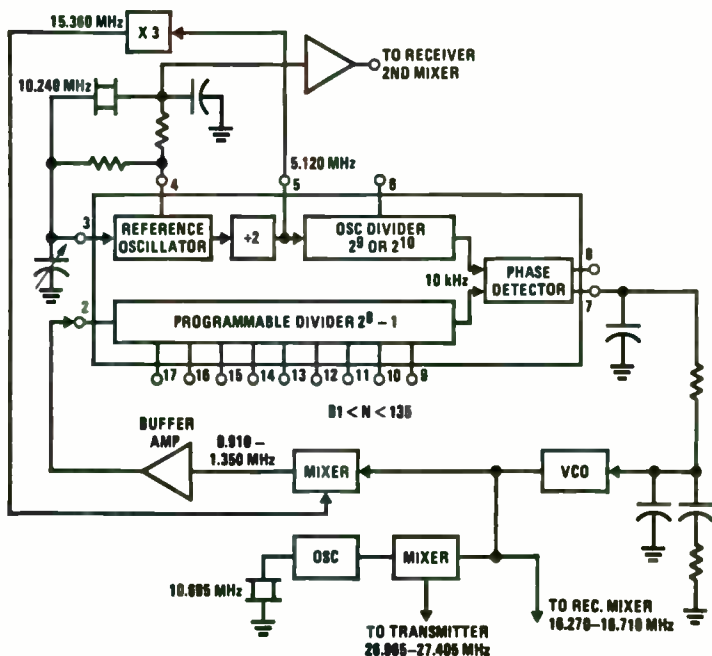 15.360 MHz
X 3
TO RECEIVER
2ND MIXER
10.240 MHz
5.120 MHz
4
5
6
3
REFERENCE
OSCILLATOR
÷2
OSC DIVIDER
2⁹ OR 2¹⁰
10 kHz
PHASE
DETECTOR
8
7
2
PROGRAMMABLE DIVIDER 2⁸ – 1
17
16
15
14
13
12
11
10
9
91 < N < 135
BUFFER
AMP
0.910 –
1.350 MHz
MIXER
VCO
OSC
MIXER
10.695 MHz
TO TRANSMITTER
26.965–27.405 MHz
TO REC. MIXER
16.270–16.710 MHz